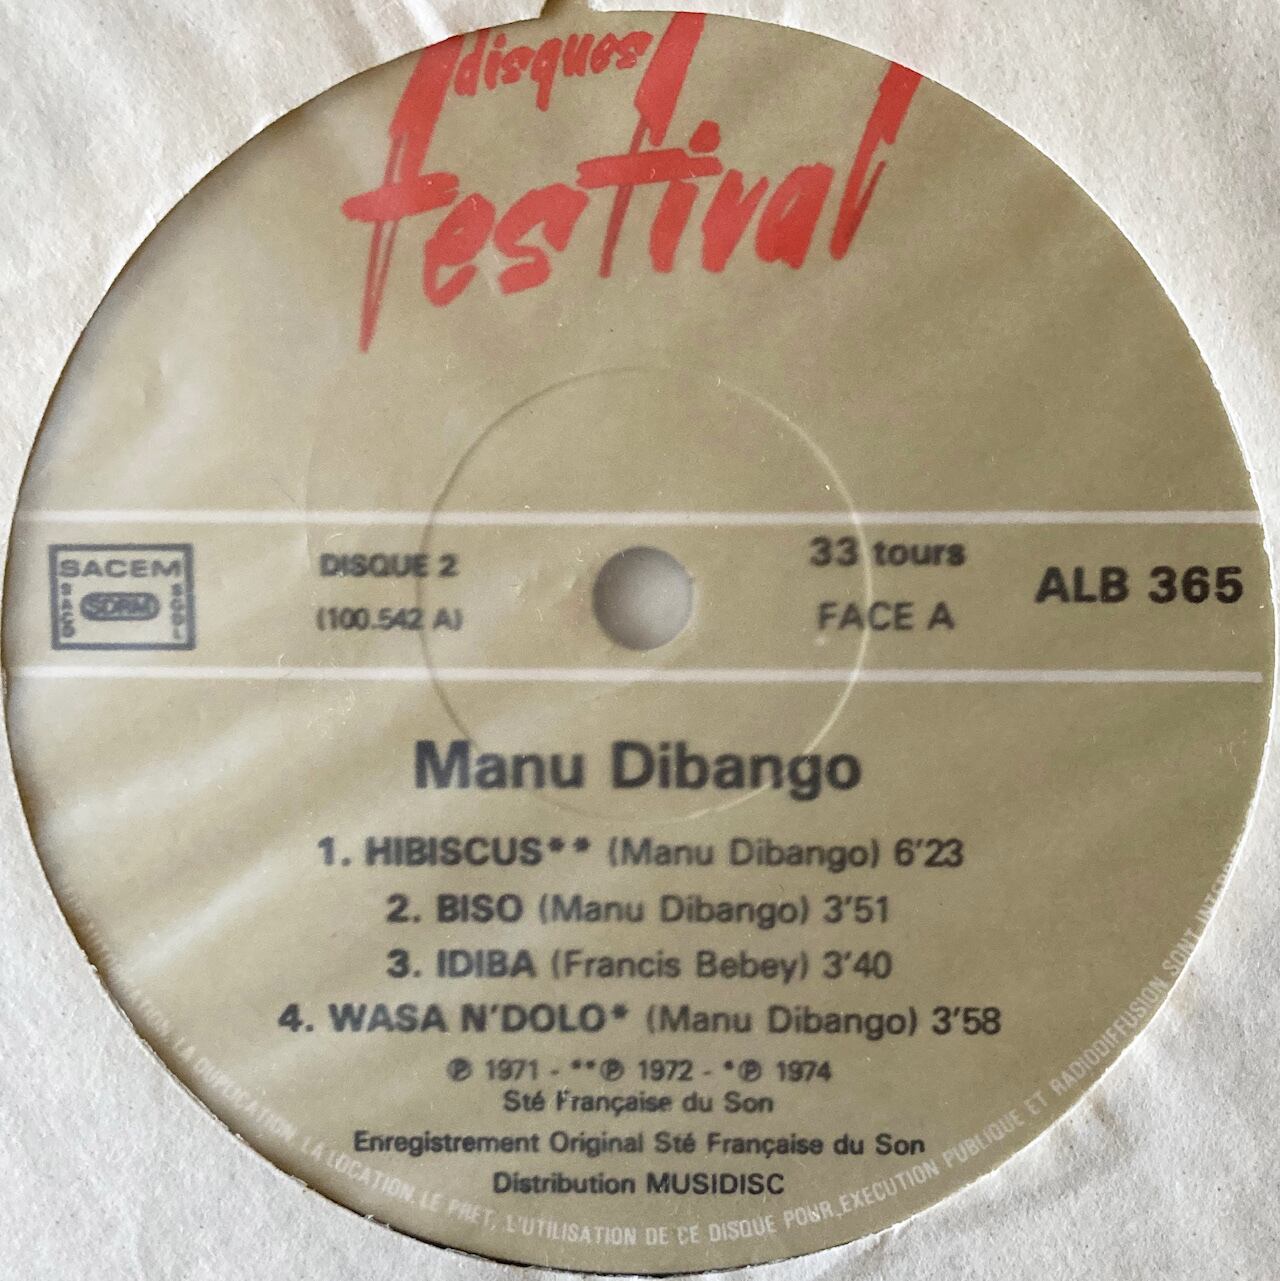 disques
festival
SACEM
SACD
SDRM
SCGL
DISQUE 2
(100.542 A)
33 tours
FACE A
ALB 365
Manu Dibango
1. HIBISCUS** (Manu Dibango) 6'23
2. BISO (Manu Dibango) 3'51
3. IDIBA (Francis Bebey) 3'40
4. WASA N'DOLO* (Manu Dibango) 3'58
℗ 1971 - **℗ 1972 - *℗ 1974
Sté Française du Son
Enregistrement Original Sté Française du Son
Distribution MUSIDISC
LA DUPLICATION. LA LOCATION. LE PRET, L'UTILISATION DE CE DISQUE POUR EXECUTION PUBLIQUE ET RADIODIFFUSION SONT